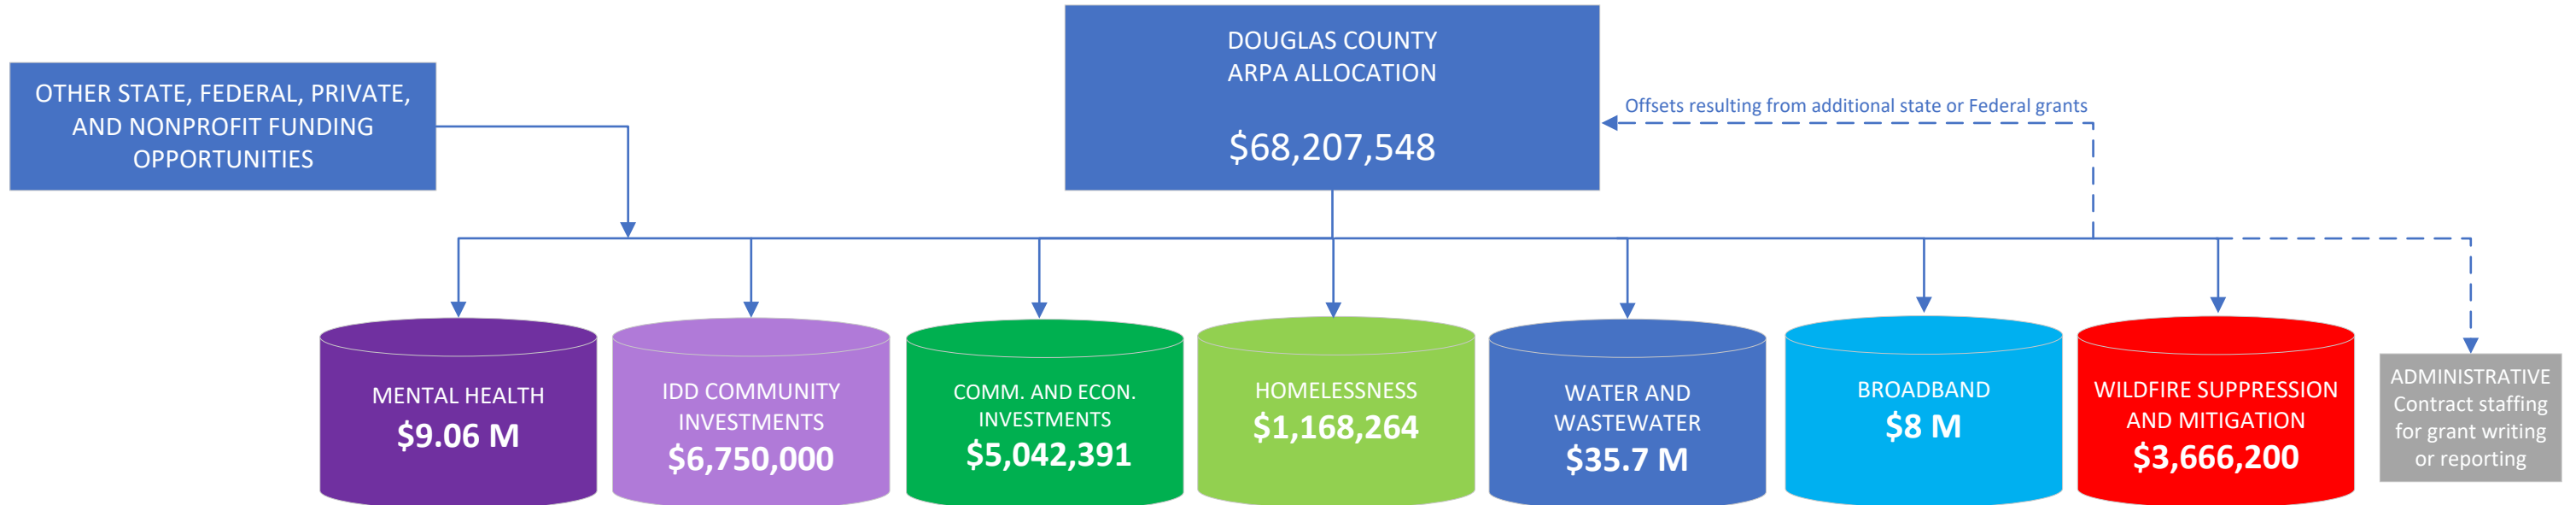 DOUGLAS COUNTY
ARPA ALLOCATION
$68,207,548
OTHER STATE, FEDERAL, PRIVATE,
AND NONPROFIT FUNDING
OPPORTUNITIES
Offsets resulting from additional state or Federal grants
MENTAL HEALTH
$9.06 M
IDD COMMUNITY
INVESTMENTS
$6,750,000
COMM. AND ECON.
INVESTMENTS
$5,042,391
HOMELESSNESS
$1,168,264
WATER AND
WASTEWATER
$35.7 M
BROADBAND
$8 M
WILDFIRE SUPPRESSION
AND MITIGATION
$3,666,200
ADMINISTRATIVE
Contract staffing
for grant writing
or reporting